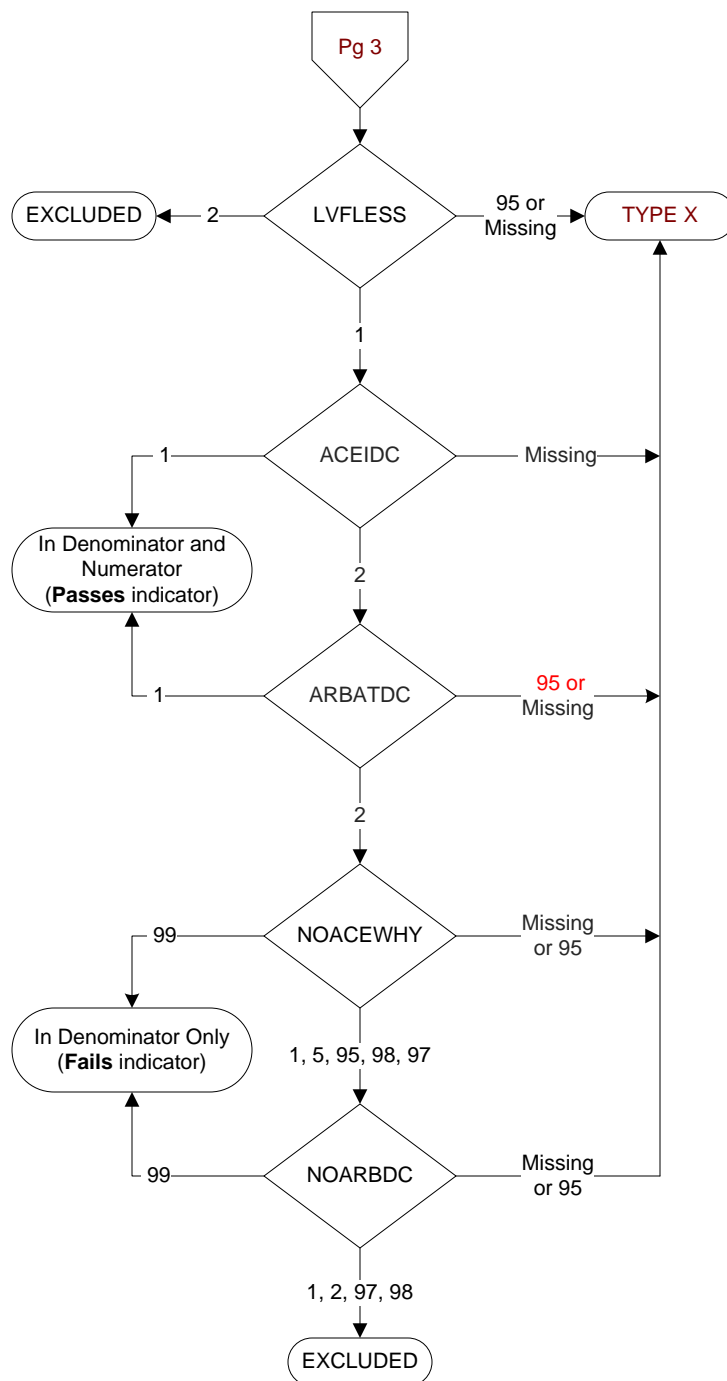 Pg 3
EXCLUDED
2
LVFLESS
95 or
Missing
TYPE X
1
1
ACEIDC
Missing
In Denominator and
Numerator
(Passes indicator)
2
1
ARBATDC
95 or
Missing
2
99
NOACEWHY
Missing
or 95
In Denominator Only
(Fails indicator)
1, 5, 95, 98, 97
99
NOARBDC
Missing
or 95
1, 2, 97, 98
EXCLUDED